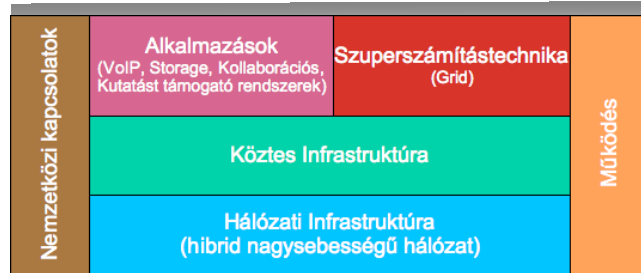 Nemzetközi kapcsolatok
Alkalmazások
(VoIP, Storage, Kollaborációs,
Kutatást támogató rendszerek)
Szuperszámítástechnika
(Grid)
Köztes Infrastruktúra
Hálózati Infrastruktúra
(hibrid nagysebességű hálózat)
Működés